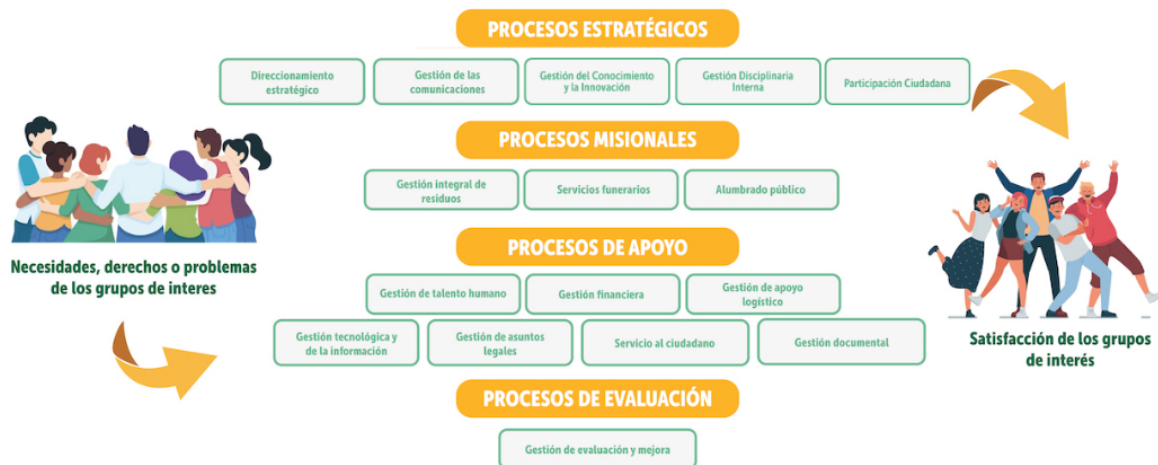 PROCESOS ESTRATÉGICOS
Direccionamiento
estratégico
Gestión de las
comunicaciones
Gestión del Conocimiento
y la Innovación
Gestión Disciplinaria
Interna
Participación Ciudadana
PROCESOS MISIONALES
Gestión integral de
residuos
Servicios funerarios
Alumbrado público
Necesidades, derechos o problemas
de los grupos de interes
PROCESOS DE APOYO
Gestión de talento humano
Gestión financiera
Gestión de apoyo
logístico
Gestión tecnológica y
de la información
Gestión de asuntos
legales
Servicio al ciudadano
Gestión documental
Satisfacción de los grupos
de interés
PROCESOS DE EVALUACIÓN
Gestión de evaluación y mejora